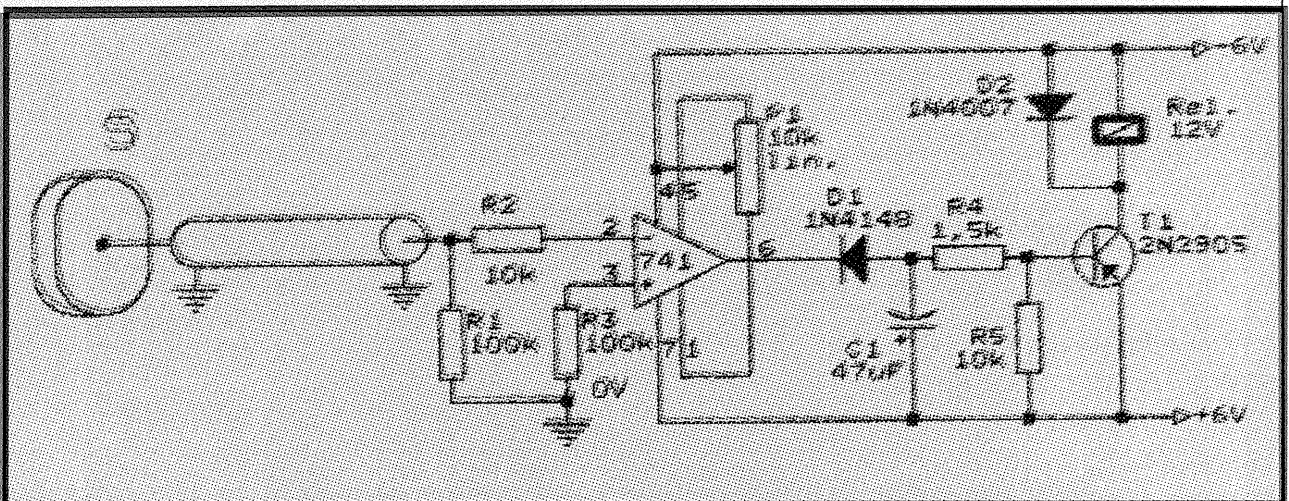 S
R2
10k
R1
100k
R3
100k
0V
2
3
741
4 5
7 1
6
P1
10k
lin.
D1
1N4148
R4
1,5k
C1
47uF
R5
10k
D2
1N4007
Rel.
12V
T1
2N2905
-6V
+6V